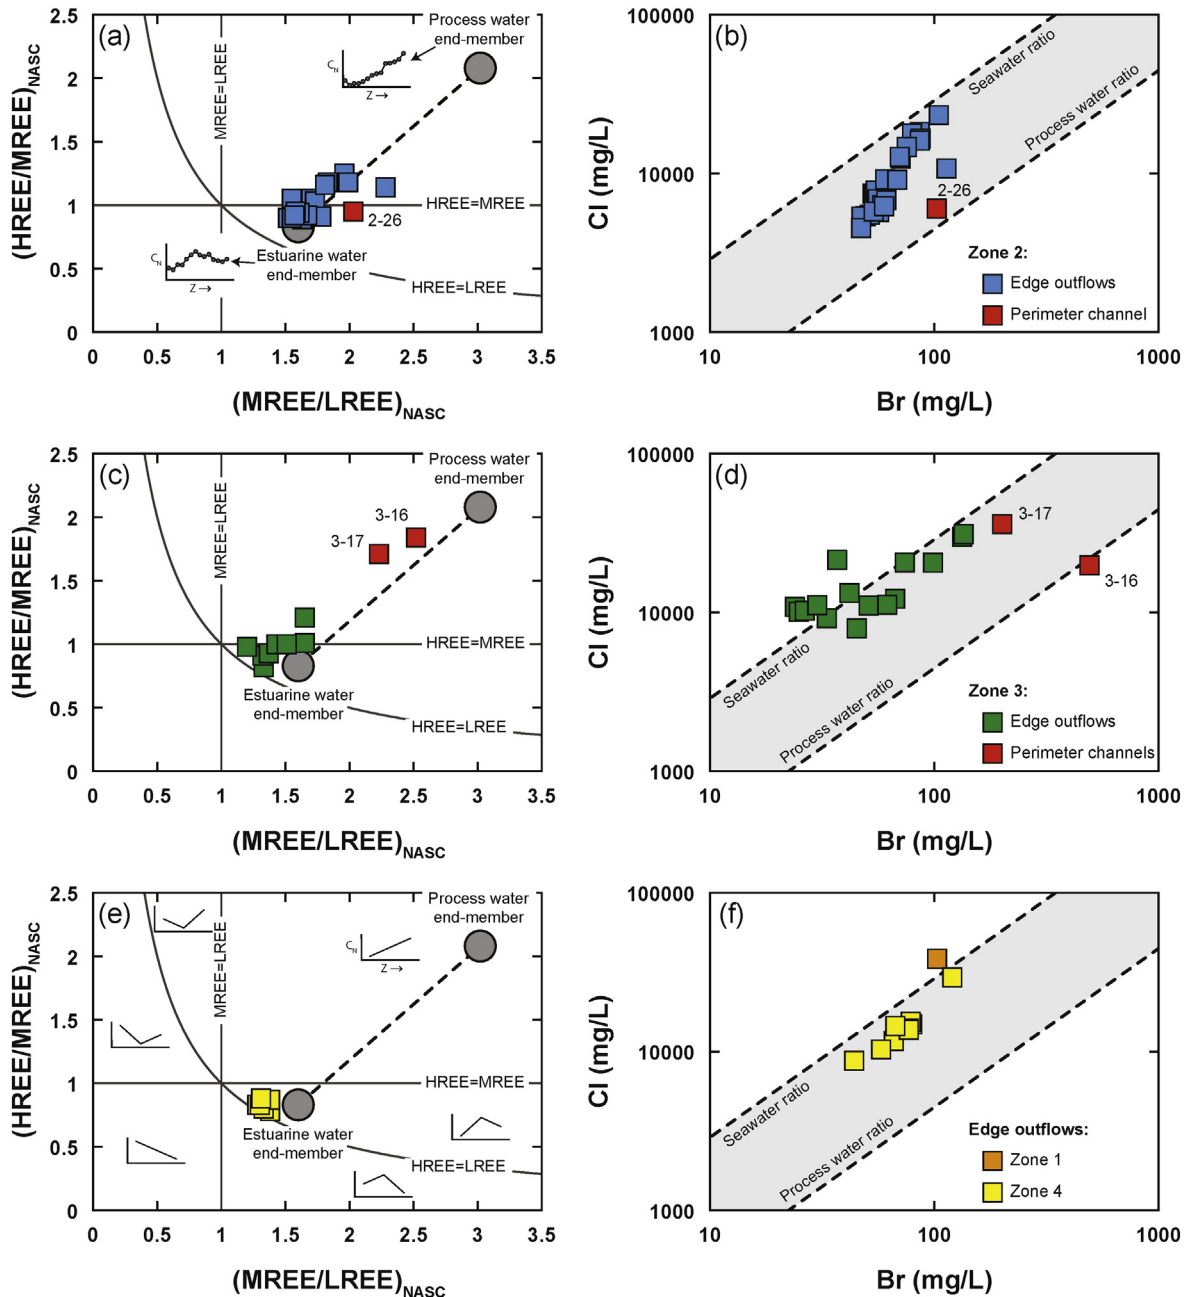 (a)
Process water
end-member
C_N
Z →
MREE=LREE
HREE=MREE
2-26
C_N
Z →
Estuarine water
end-member
HREE=LREE
(HREE/MREE)_NASC
2.5
2
1.5
1
0.5
0
0 0.5 1 1.5 2 2.5 3 3.5
(MREE/LREE)_NASC
(b)
Seawater ratio
Process water ratio
2-26
Zone 2:
Edge outflows
Perimeter channel
Cl (mg/L)
100000
10000
1000
10 100 1000
Br (mg/L)
(c)
Process water
end-member
3-16
3-17
MREE=LREE
HREE=MREE
Estuarine water
end-member
HREE=LREE
(HREE/MREE)_NASC
2.5
2
1.5
1
0.5
0
0 0.5 1 1.5 2 2.5 3 3.5
(MREE/LREE)_NASC
(d)
3-17
3-16
Seawater ratio
Process water ratio
Zone 3:
Edge outflows
Perimeter channels
Cl (mg/L)
100000
10000
1000
10 100 1000
Br (mg/L)
(e)
Process water
end-member
C_N
Z →
MREE=LREE
HREE=MREE
Estuarine water
end-member
HREE=LREE
(HREE/MREE)_NASC
2.5
2
1.5
1
0.5
0
0 0.5 1 1.5 2 2.5 3 3.5
(MREE/LREE)_NASC
(f)
Seawater ratio
Process water ratio
Edge outflows:
Zone 1
Zone 4
Cl (mg/L)
100000
10000
1000
10 100 1000
Br (mg/L)